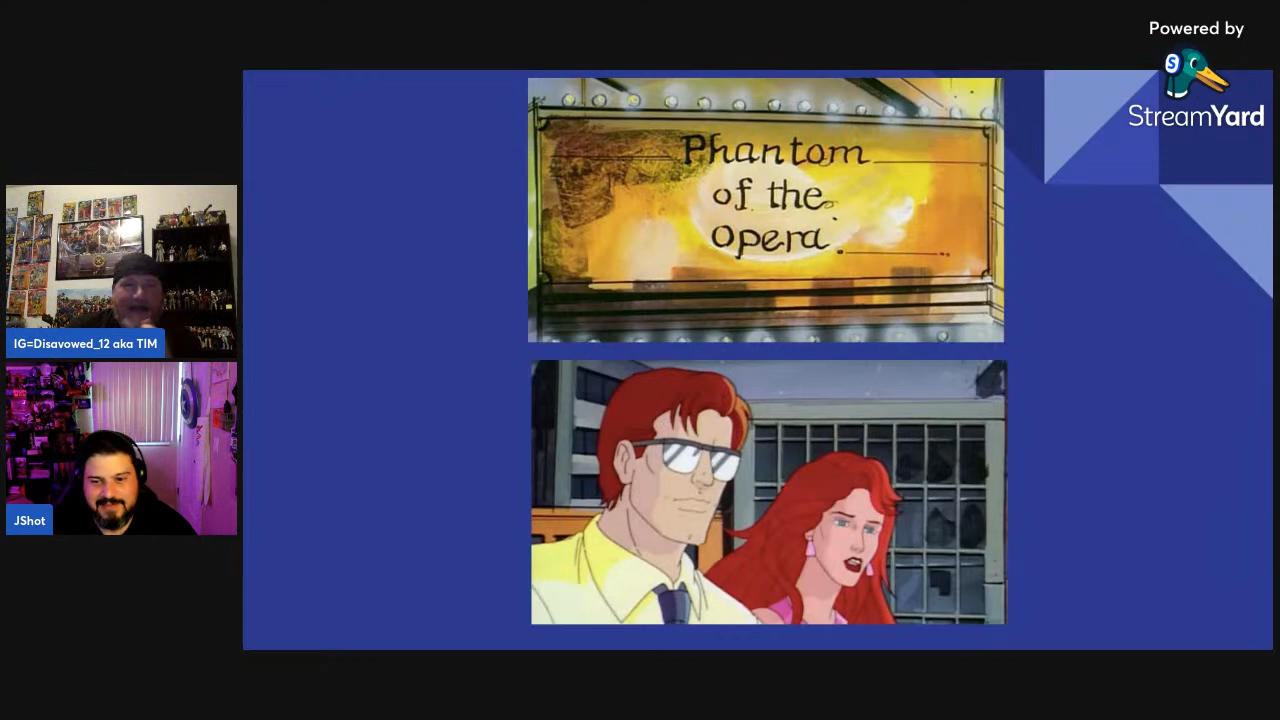 Powered by
S
StreamYard
Phantom
of the
Opera
IG=Disavowed_12 aka TIM
JShot